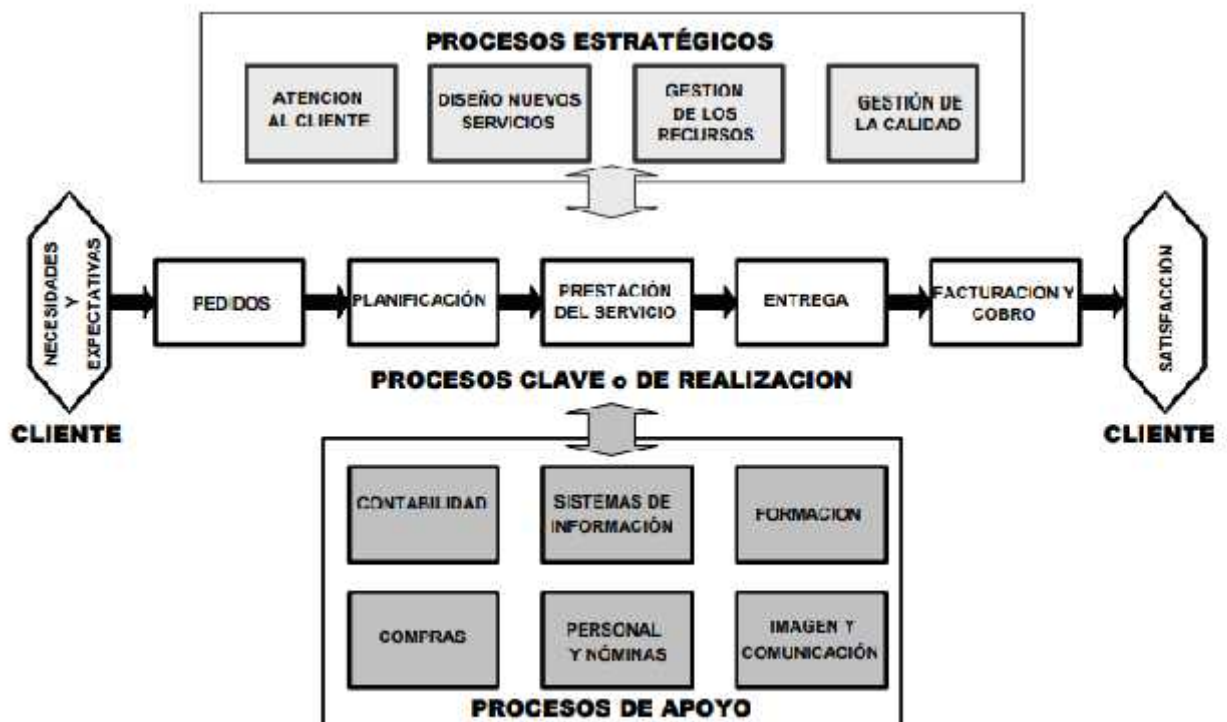 PROCESOS ESTRATÉGICOS
ATENCION
AL CLIENTE
DISEÑO NUEVOS
SERVICIOS
GESTION
DE LOS
RECURSOS
GESTIÓN DE
LA CALIDAD
NECESIDADES
Y
EXPECTATIVAS
CLIENTE
PEDIDOS
PLANIFICACIÓN
PRESTACIÓN
DEL SERVICIO
ENTREGA
FACTURACION Y
COBRO
SATISFACCION
CLIENTE
PROCESOS CLAVE o DE REALIZACION
CONTABILIDAD
SISTEMAS DE
INFORMACIÓN
FORMACION
COMPRAS
PERSONAL
Y NÓMINAS
IMAGEN Y
COMUNICACIÓN
PROCESOS DE APOYO